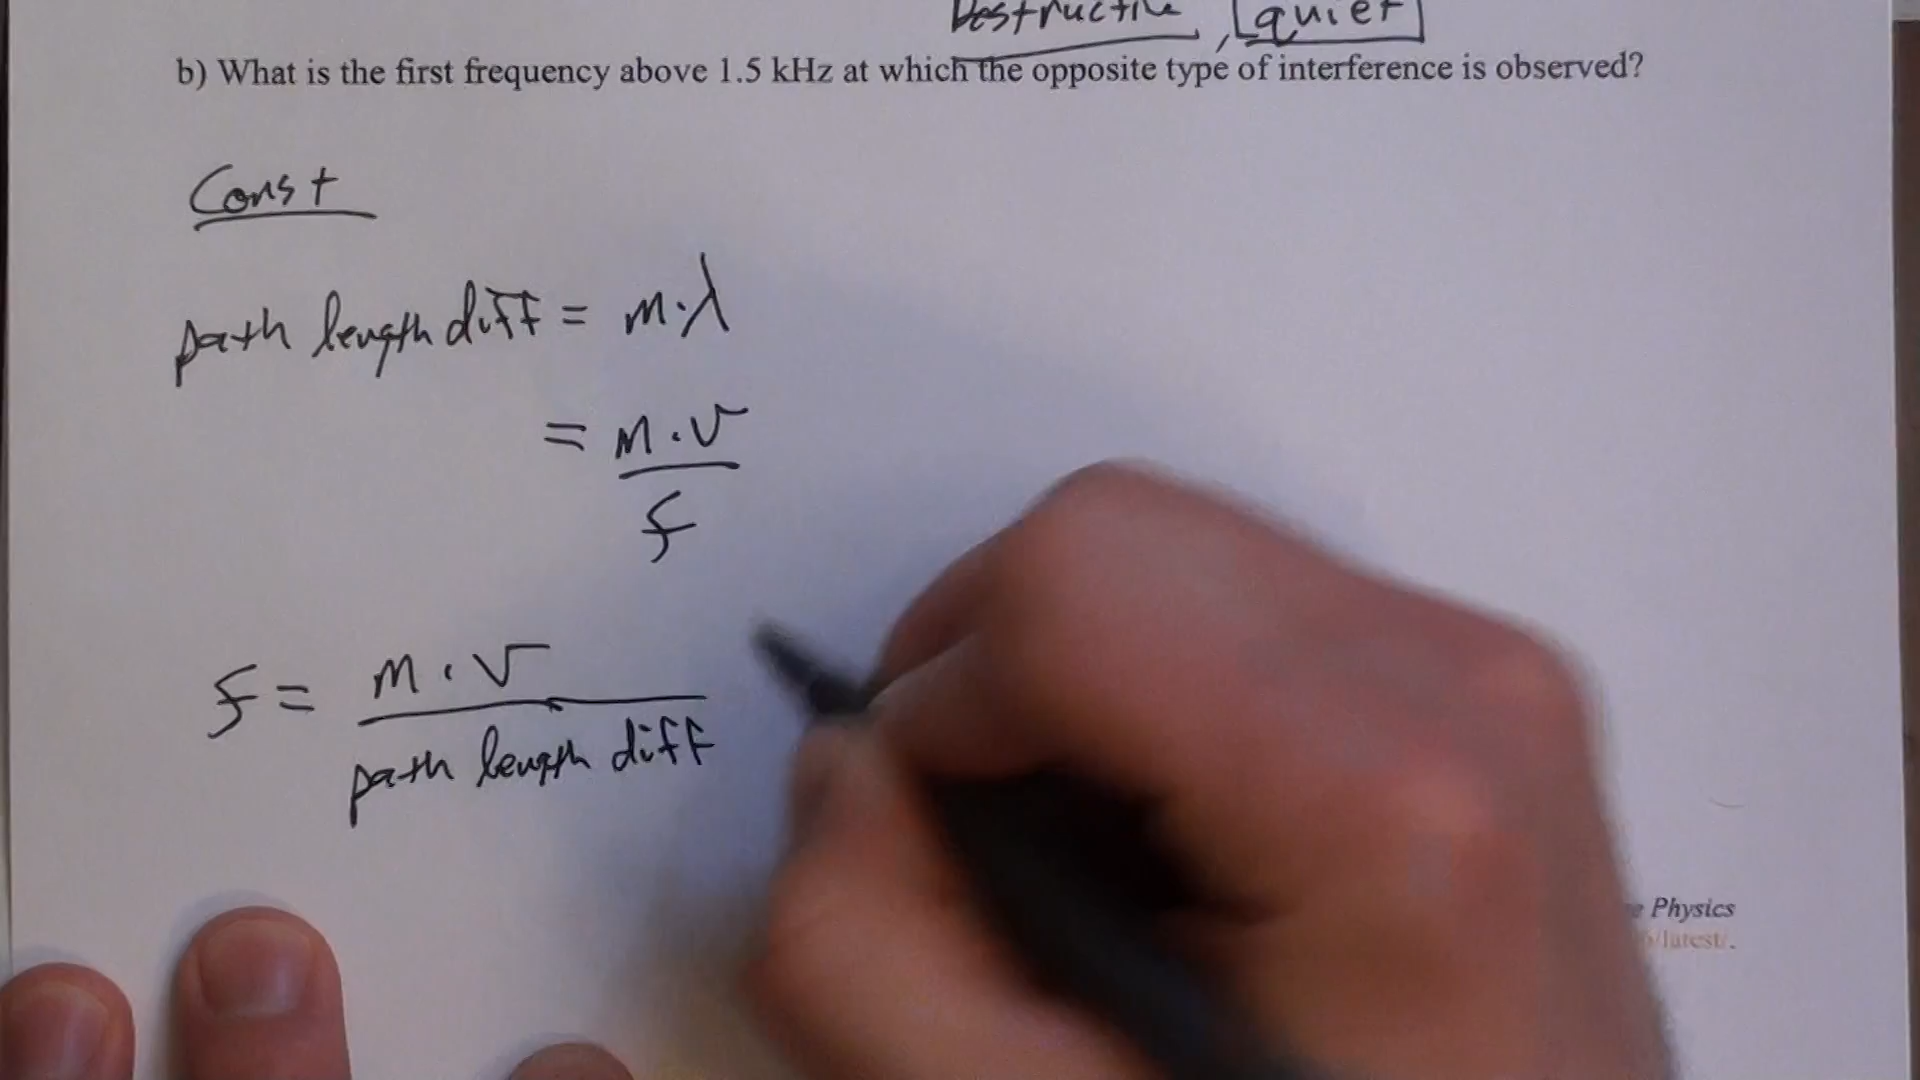 Destructive, quiet
b) What is the first frequency above 1.5 kHz at which the opposite type of interference is observed?
Const
path length diff = m·λ
= m·v
f
f = m·v
path length diff
Physics
/latest/.